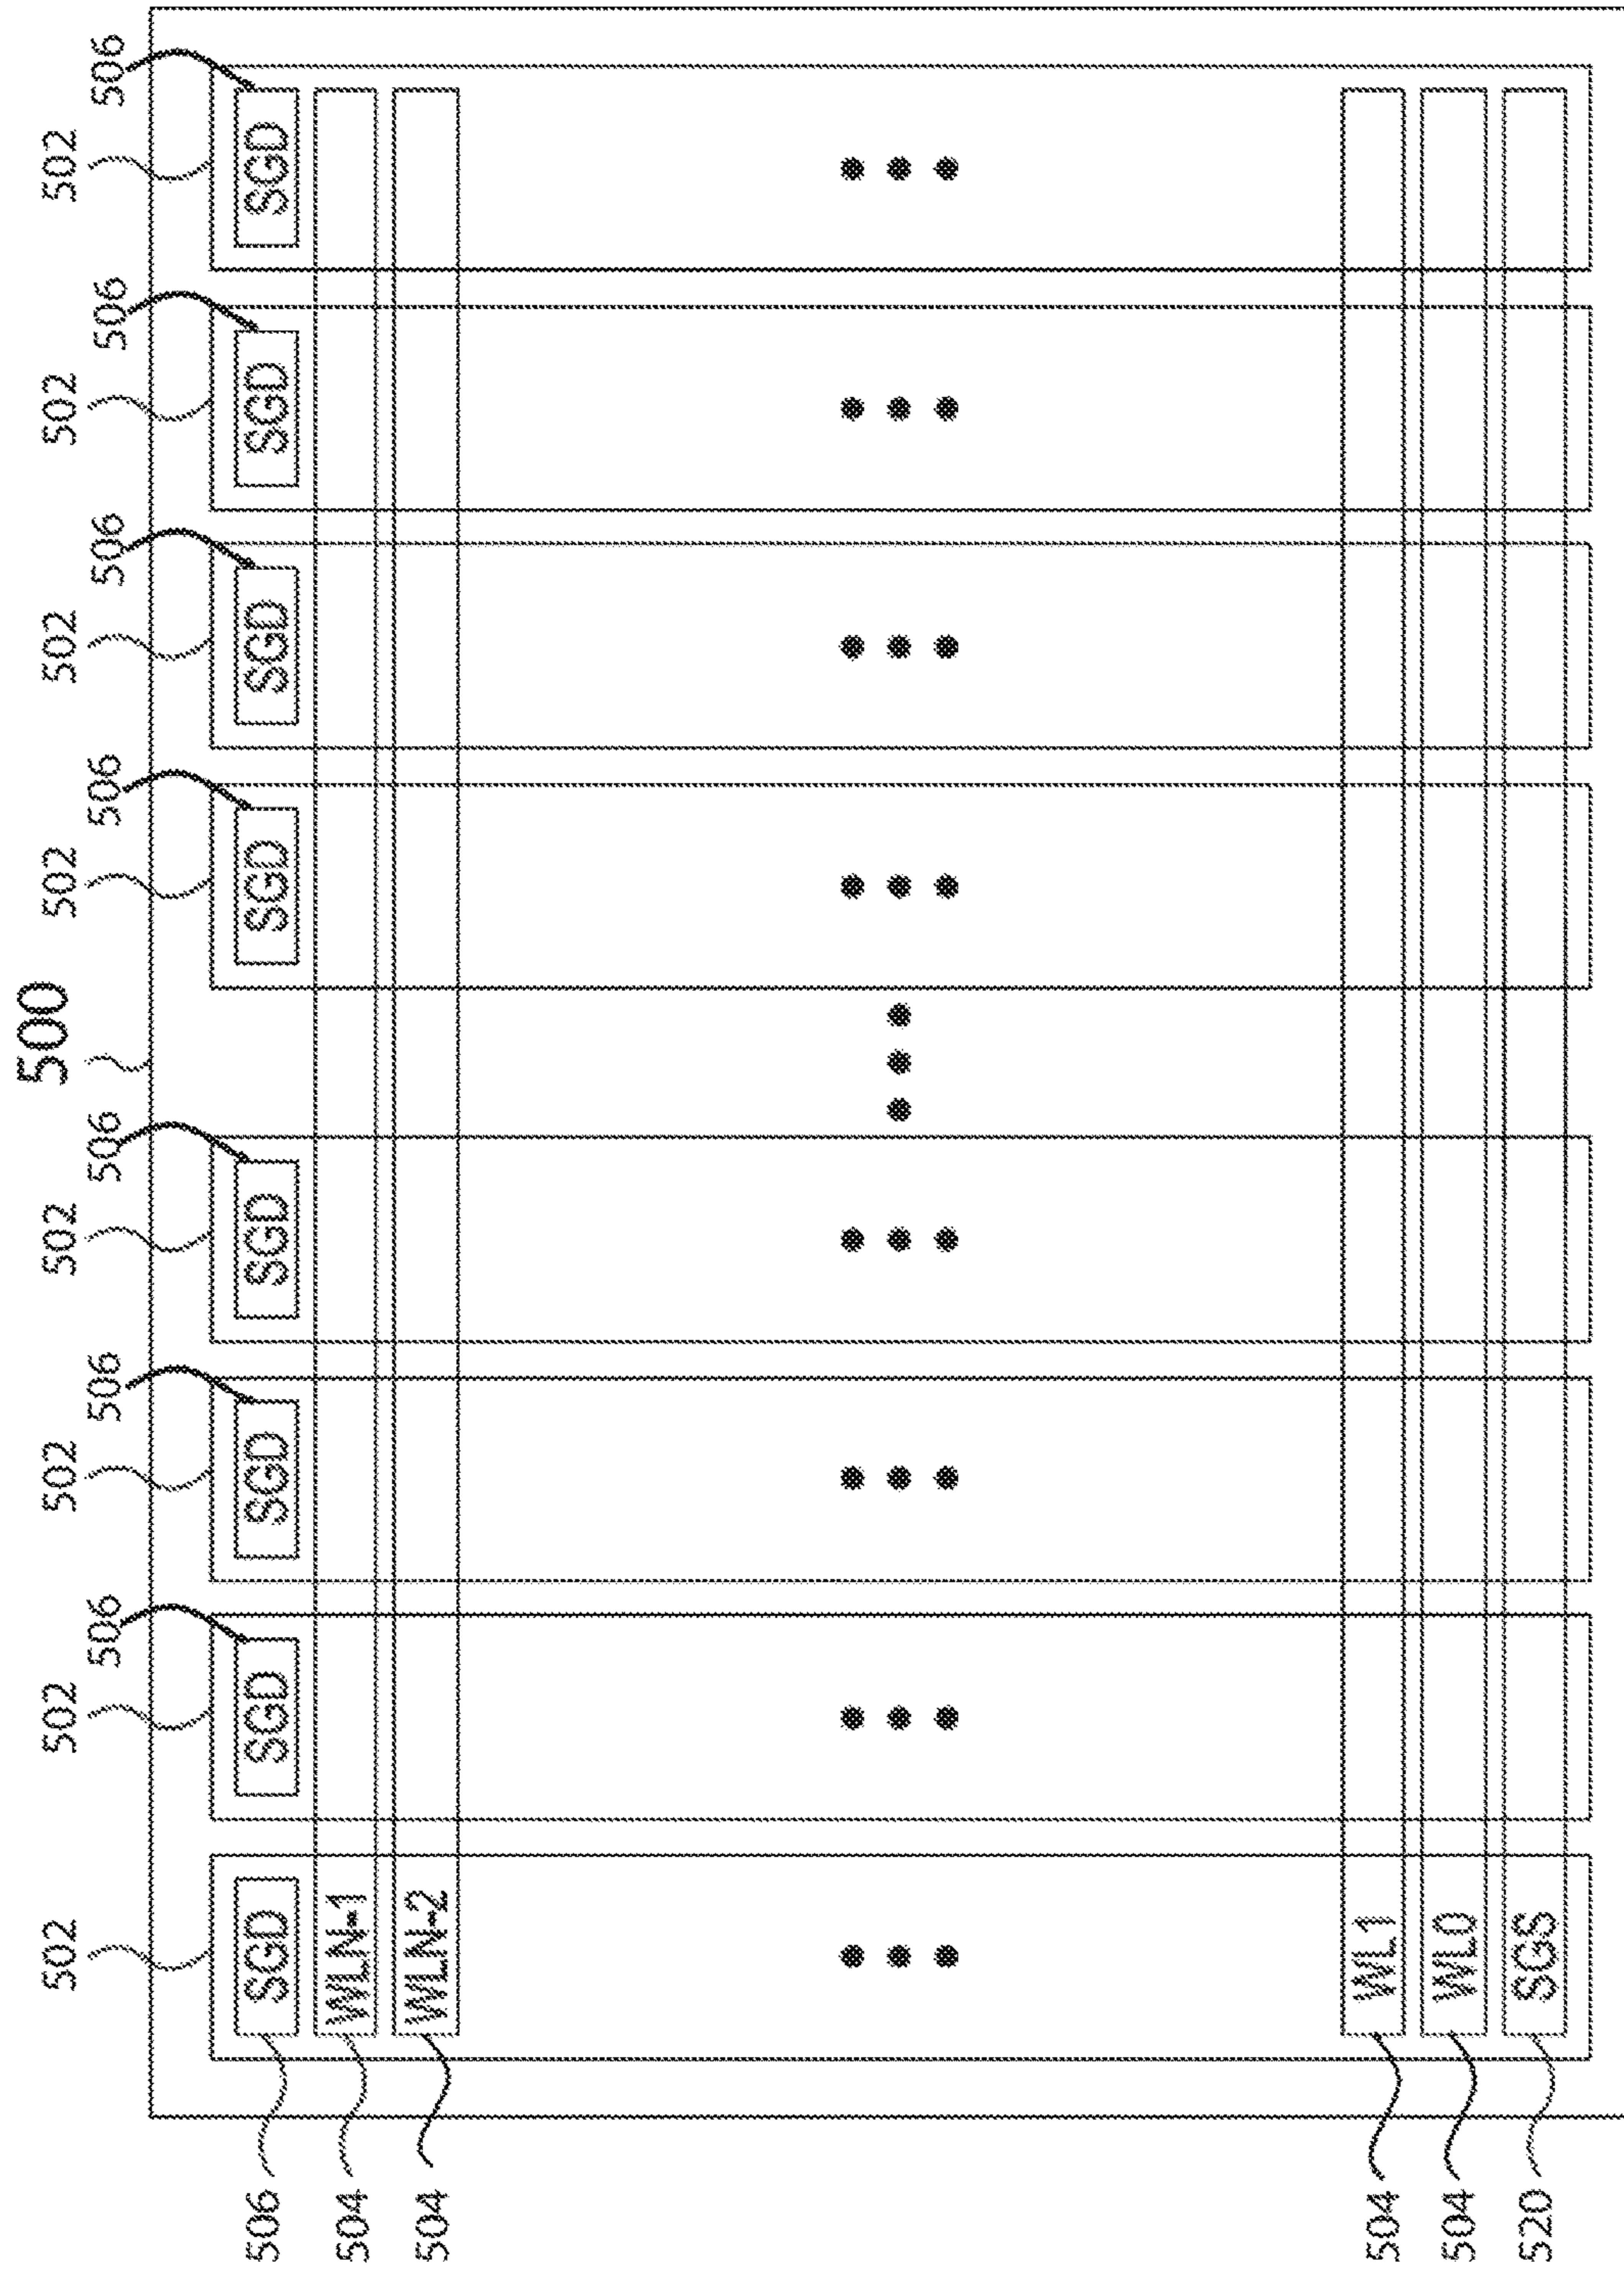 500
502 502 502 502 502 502 502 502
506 506 506 506 506 506 506
506 SGD SGD SGD SGD SGD SGD SGD SGD
504 WLN-1
504 WLN-2
504 WL1
504 WL0
520 SGS